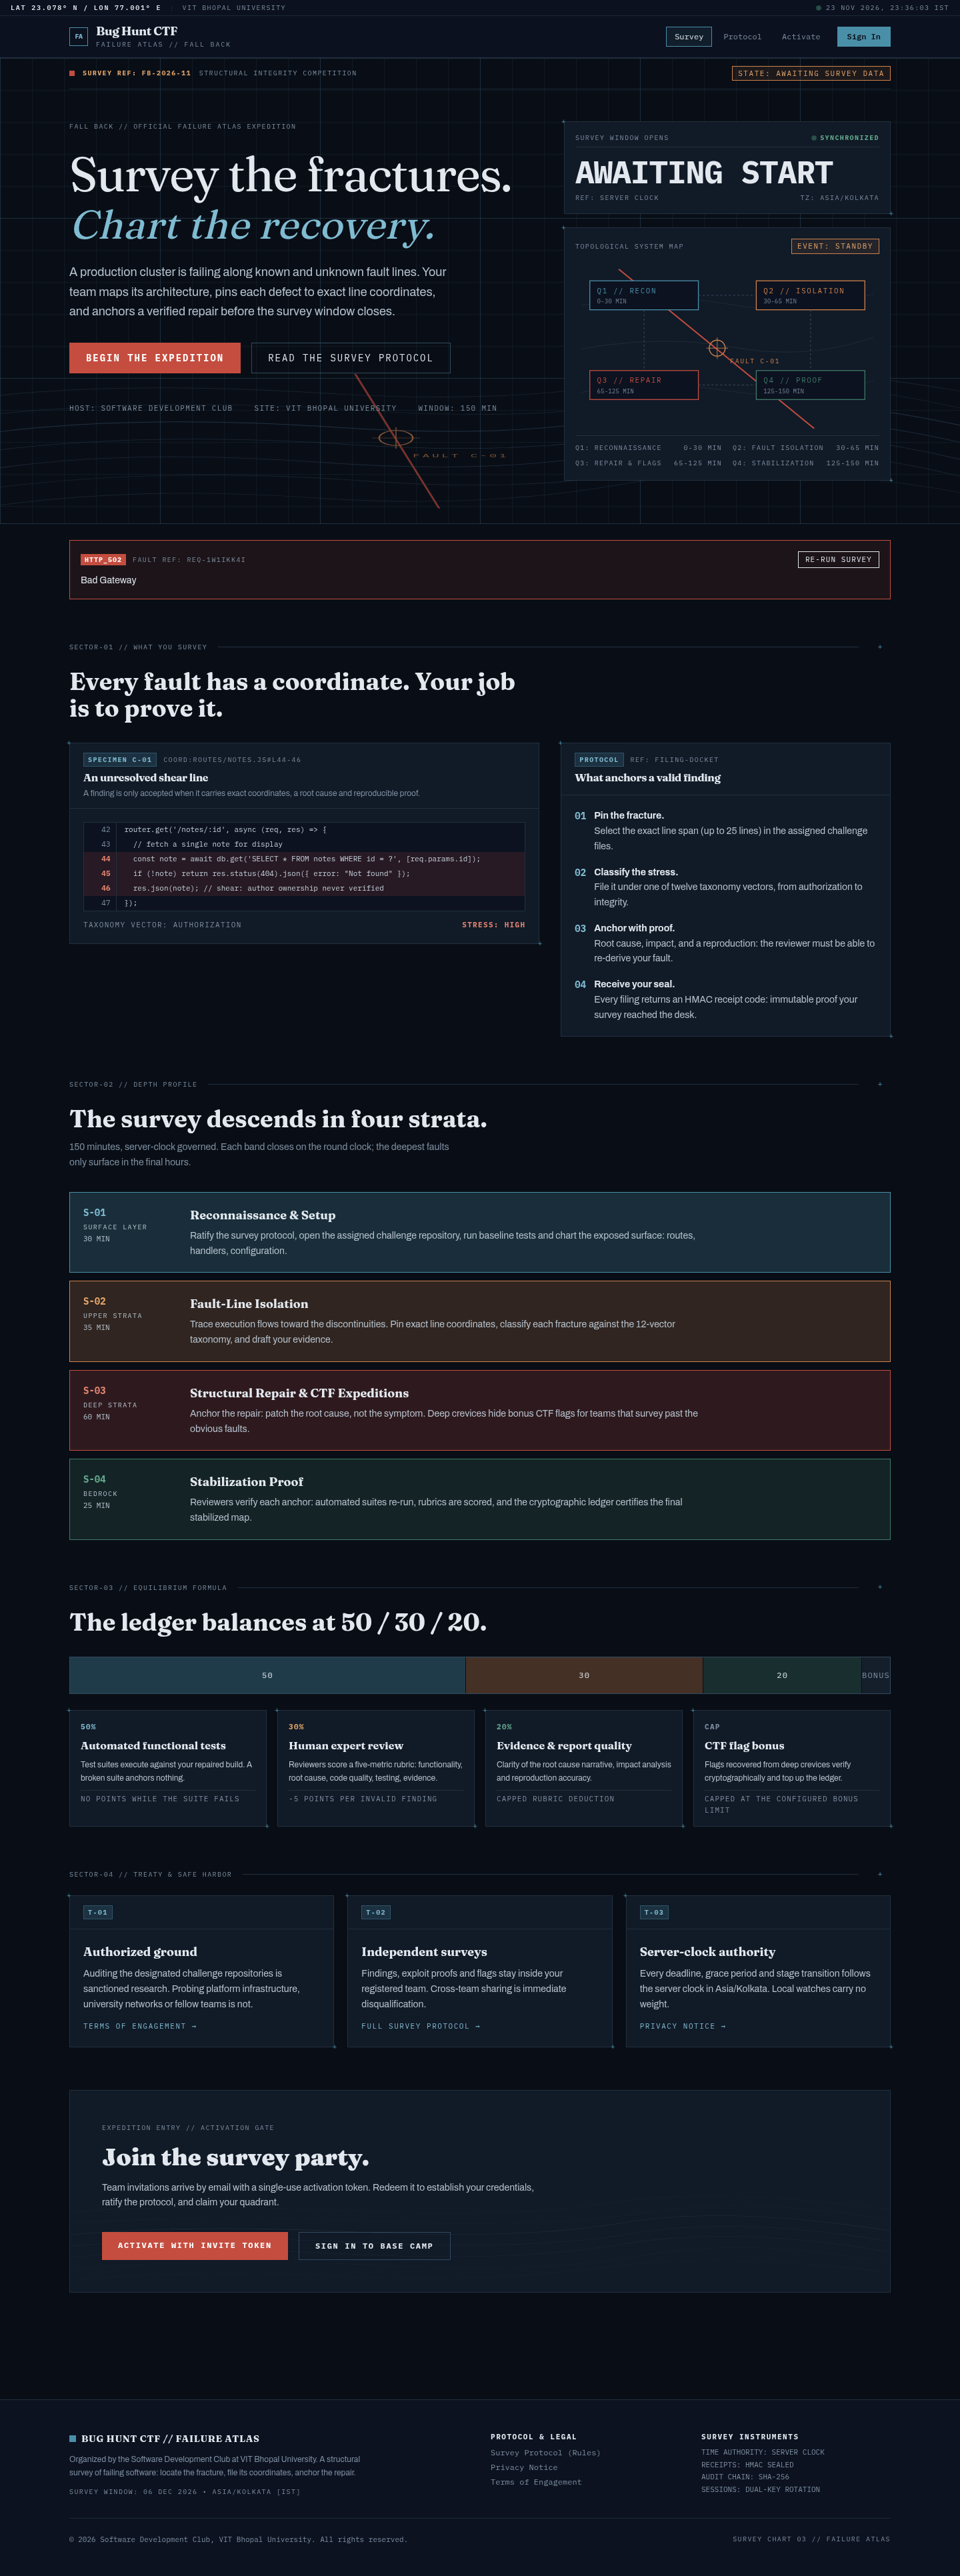 LAT 23.078° N / LON 77.001° E
VIT BHOPAL UNIVERSITY
23 NOV 2026, 23:36:03 IST
FA
Bug Hunt CTF
FAILURE ATLAS // FALL BACK
Survey
Protocol
Activate
Sign In
SURVEY REF: FB-2026-11 STRUCTURAL INTEGRITY COMPETITION
STATE: AWAITING SURVEY DATA
FALL BACK // OFFICIAL FAILURE ATLAS EXPEDITION
Survey the fractures.
Chart the recovery.
A production cluster is failing along known and unknown fault lines. Your
team maps its architecture, pins each defect to exact line coordinates,
and anchors a verified repair before the survey window closes.
BEGIN THE EXPEDITION
READ THE SURVEY PROTOCOL
HOST: SOFTWARE DEVELOPMENT CLUB
SITE: VIT BHOPAL UNIVERSITY
WINDOW: 150 MIN
FAULT C-01
SURVEY WINDOW OPENS
SYNCHRONIZED
AWAITING START
REF: SERVER CLOCK
TZ: ASIA/KOLKATA
TOPOLOGICAL SYSTEM MAP
EVENT: STANDBY
Q1 // RECON
0-30 MIN
Q2 // ISOLATION
30-65 MIN
FAULT C-01
Q3 // REPAIR
65-125 MIN
Q4 // PROOF
125-150 MIN
Q1: RECONNAISSANCE 0-30 MIN
Q2: FAULT ISOLATION 30-65 MIN
Q3: REPAIR & FLAGS 65-125 MIN
Q4: STABILIZATION 125-150 MIN
HTTP_502 FAULT REF: REQ-1W1IKK4I
RE-RUN SURVEY
Bad Gateway
SECTOR-01 // WHAT YOU SURVEY
+
Every fault has a coordinate. Your job
is to prove it.
SPECIMEN C-01 COORD:ROUTES/NOTES.JS#L44-46
An unresolved shear line
A finding is only accepted when it carries exact coordinates, a root cause and reproducible proof.
42 router.get('/notes/:id', async (req, res) => {
43 // fetch a single note for display
44 const note = await db.get('SELECT * FROM notes WHERE id = ?', [req.params.id]);
45 if (!note) return res.status(404).json({ error: "Not found" });
46 res.json(note); // shear: author ownership never verified
47 });
TAXONOMY VECTOR: AUTHORIZATION
STRESS: HIGH
PROTOCOL REF: FILING-DOCKET
What anchors a valid finding
01 Pin the fracture.
Select the exact line span (up to 25 lines) in the assigned challenge
files.
02 Classify the stress.
File it under one of twelve taxonomy vectors, from authorization to
integrity.
03 Anchor with proof.
Root cause, impact, and a reproduction: the reviewer must be able to
re-derive your fault.
04 Receive your seal.
Every filing returns an HMAC receipt code: immutable proof your
survey reached the desk.
SECTOR-02 // DEPTH PROFILE
+
The survey descends in four strata.
150 minutes, server-clock governed. Each band closes on the round clock; the deepest faults
only surface in the final hours.
S-01
SURFACE LAYER
30 MIN
Reconnaissance & Setup
Ratify the survey protocol, open the assigned challenge repository, run baseline tests and chart the exposed surface: routes,
handlers, configuration.
S-02
UPPER STRATA
35 MIN
Fault-Line Isolation
Trace execution flows toward the discontinuities. Pin exact line coordinates, classify each fracture against the 12-vector
taxonomy, and draft your evidence.
S-03
DEEP STRATA
60 MIN
Structural Repair & CTF Expeditions
Anchor the repair: patch the root cause, not the symptom. Deep crevices hide bonus CTF flags for teams that survey past the
obvious faults.
S-04
BEDROCK
25 MIN
Stabilization Proof
Reviewers verify each anchor: automated suites re-run, rubrics are scored, and the cryptographic ledger certifies the final
stabilized map.
SECTOR-03 // EQUILIBRIUM FORMULA
+
The ledger balances at 50 / 30 / 20.
50
30
20
BONUS
50%
Automated functional tests
Test suites execute against your repaired build. A
broken suite anchors nothing.
NO POINTS WHILE THE SUITE FAILS
30%
Human expert review
Reviewers score a five-metric rubric: functionality,
root cause, code quality, testing, evidence.
-5 POINTS PER INVALID FINDING
20%
Evidence & report quality
Clarity of the root cause narrative, impact analysis
and reproduction accuracy.
CAPPED RUBRIC DEDUCTION
CAP
CTF flag bonus
Flags recovered from deep crevices verify
cryptographically and top up the ledger.
CAPPED AT THE CONFIGURED BONUS
LIMIT
SECTOR-04 // TREATY & SAFE HARBOR
+
T-01
Authorized ground
Auditing the designated challenge repositories is
sanctioned research. Probing platform infrastructure,
university networks or fellow teams is not.
TERMS OF ENGAGEMENT →
T-02
Independent surveys
Findings, exploit proofs and flags stay inside your
registered team. Cross-team sharing is immediate
disqualification.
FULL SURVEY PROTOCOL →
T-03
Server-clock authority
Every deadline, grace period and stage transition follows
the server clock in Asia/Kolkata. Local watches carry no
weight.
PRIVACY NOTICE →
EXPEDITION ENTRY // ACTIVATION GATE
Join the survey party.
Team invitations arrive by email with a single-use activation token. Redeem it to establish your credentials,
ratify the protocol, and claim your quadrant.
ACTIVATE WITH INVITE TOKEN
SIGN IN TO BASE CAMP
BUG HUNT CTF // FAILURE ATLAS
Organized by the Software Development Club at VIT Bhopal University. A structural
survey of failing software: locate the fracture, file its coordinates, anchor the repair.
SURVEY WINDOW: 06 DEC 2026 • ASIA/KOLKATA [IST]
PROTOCOL & LEGAL
Survey Protocol (Rules)
Privacy Notice
Terms of Engagement
SURVEY INSTRUMENTS
TIME AUTHORITY: SERVER CLOCK
RECEIPTS: HMAC SEALED
AUDIT CHAIN: SHA-256
SESSIONS: DUAL-KEY ROTATION
© 2026 Software Development Club, VIT Bhopal University. All rights reserved.
SURVEY CHART 03 // FAILURE ATLAS